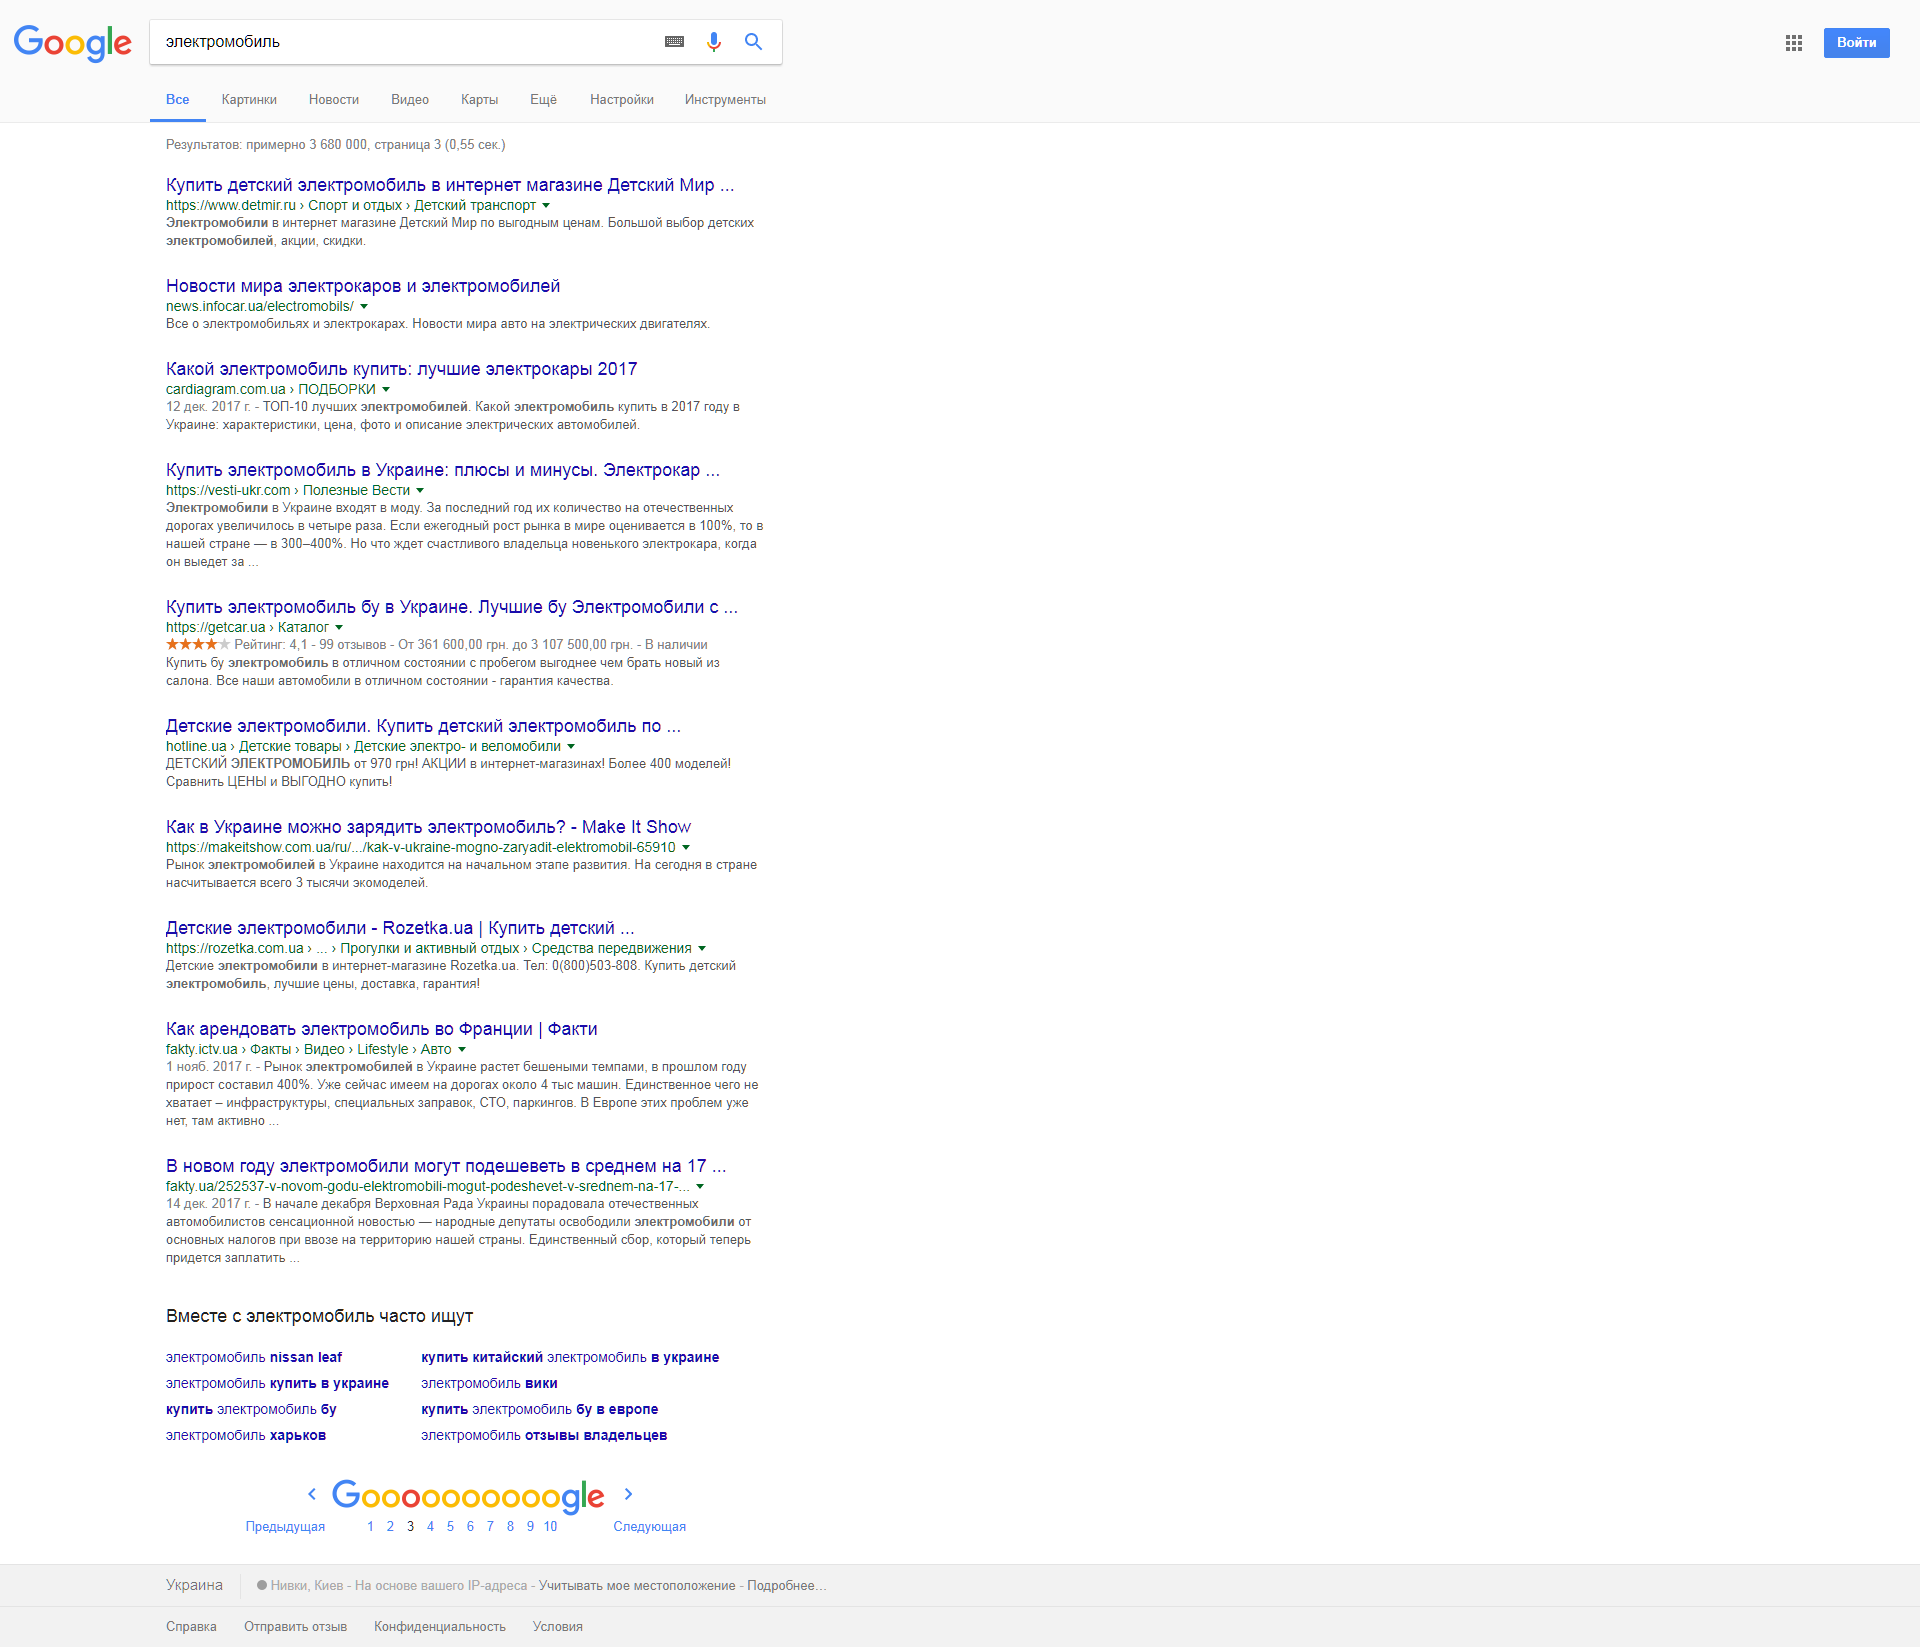 Google
электромобиль
Войти
Все Картинки Новости Видео Карты Ещё Настройки Инструменты
Результатов: примерно 3 680 000, страница 3 (0,55 сек.)
Купить детский электромобиль в интернет магазине Детский Мир ...
https://www.detmir.ru › Спорт и отдых › Детский транспорт
Электромобили в интернет магазине Детский Мир по выгодным ценам. Большой выбор детских
электромобилей, акции, скидки.
Новости мира электрокаров и электромобилей
news.infocar.ua/electromobils/
Все о электромобильях и электрокарах. Новости мира авто на электрических двигателях.
Какой электромобиль купить: лучшие электрокары 2017
cardiagram.com.ua › ПОДБОРКИ
12 дек. 2017 г. - ТОП-10 лучших электромобилей. Какой электромобиль купить в 2017 году в
Украине: характеристики, цена, фото и описание электрических автомобилей.
Купить электромобиль в Украине: плюсы и минусы. Электрокар ...
https://vesti-ukr.com › Полезные Вести
Электромобили в Украине входят в моду. За последний год их количество на отечественных
дорогах увеличилось в четыре раза. Если ежегодный рост рынка в мире оценивается в 100%, то в
нашей стране — в 300–400%. Но что ждет счастливого владельца новенького электрокара, когда
он выедет за ...
Купить электромобиль бу в Украине. Лучшие бу Электромобили с ...
https://getcar.ua › Каталог
Рейтинг: 4,1 - 99 отзывов - От 361 600,00 грн. до 3 107 500,00 грн. - В наличии
Купить бу электромобиль в отличном состоянии с пробегом выгоднее чем брать новый из
салона. Все наши автомобили в отличном состоянии - гарантия качества.
Детские электромобили. Купить детский электромобиль по ...
hotline.ua › Детские товары › Детские электро- и веломобили
ДЕТСКИЙ ЭЛЕКТРОМОБИЛЬ от 970 грн! АКЦИИ в интернет-магазинах! Более 400 моделей!
Сравнить ЦЕНЫ и ВЫГОДНО купить!
Как в Украине можно зарядить электромобиль? - Make It Show
https://makeitshow.com.ua/ru/.../kak-v-ukraine-mogno-zaryadit-elektromobil-65910
Рынок электромобилей в Украине находится на начальном этапе развития. На сегодня в стране
насчитывается всего 3 тысячи экомоделей.
Детские электромобили - Rozetka.ua | Купить детский ...
https://rozetka.com.ua › ... › Прогулки и активный отдых › Средства передвижения
Детские электромобили в интернет-магазине Rozetka.ua. Тел: 0(800)503-808. Купить детский
электромобиль, лучшие цены, доставка, гарантия!
Как арендовать электромобиль во Франции | Факти
fakty.ictv.ua › Факты › Видео › Lifestyle › Авто
1 нояб. 2017 г. - Рынок электромобилей в Украине растет бешеными темпами, в прошлом году
прирост составил 400%. Уже сейчас имеем на дорогах около 4 тыс машин. Единственное чего не
хватает – инфраструктуры, специальных заправок, СТО, паркингов. В Европе этих проблем уже
нет, там активно ...
В новом году электромобили могут подешеветь в среднем на 17 ...
fakty.ua/252537-v-novom-godu-elektromobili-mogut-podeshevet-v-srednem-na-17-...
14 дек. 2017 г. - В начале декабря Верховная Рада Украины порадовала отечественных
автомобилистов сенсационной новостью — народные депутаты освободили электромобили от
основных налогов при ввозе на территорию нашей страны. Единственный сбор, который теперь
придется заплатить ...
Вместе с электромобиль часто ищут
электромобиль nissan leaf купить китайский электромобиль в украине
электромобиль купить в украине электромобиль вики
купить электромобиль бу купить электромобиль бу в европе
электромобиль харьков электромобиль отзывы владельцев
Goooooooooogle
Предыдущая 1 2 3 4 5 6 7 8 9 10 Следующая
Украина Нивки, Киев - На основе вашего IP-адреса - Учитывать мое местоположение - Подробнее...
Справка Отправить отзыв Конфиденциальность Условия